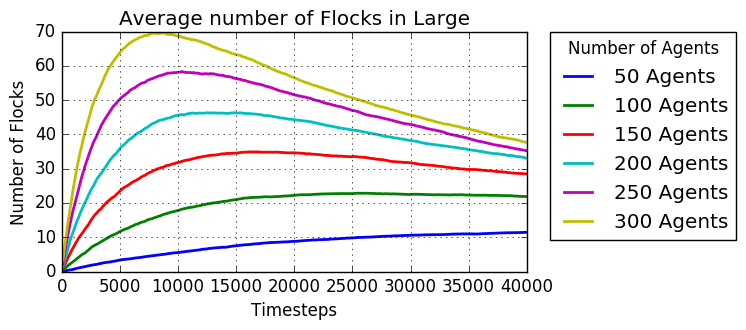 Average number of Flocks in Large
Number of Flocks
70
60
50
40
30
20
10
0
0 5000 10000 15000 20000 25000 30000 35000 40000
Timesteps
Number of Agents
50 Agents
100 Agents
150 Agents
200 Agents
250 Agents
300 Agents